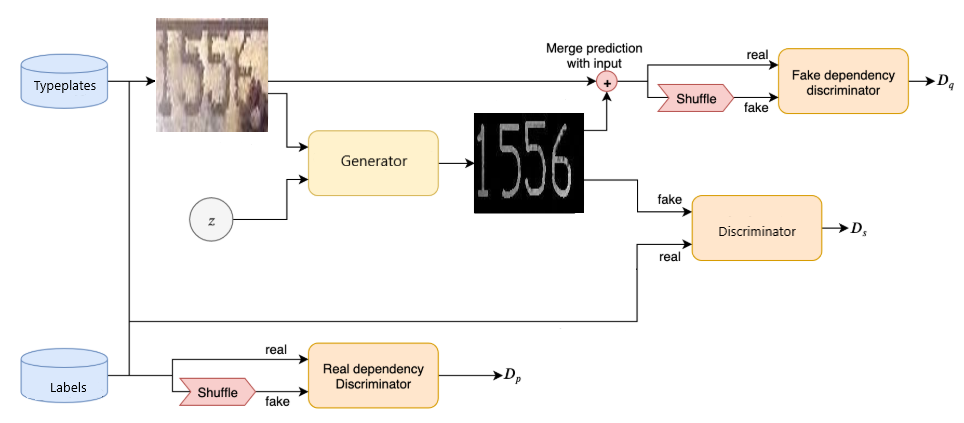 Typeplates
1556
Merge prediction
with input
+
real
Shuffle
fake
Fake dependency
discriminator
D_q
Generator
1556
z
fake
real
Discriminator
D_s
Labels
real
Shuffle
fake
Real dependency
Discriminator
D_p